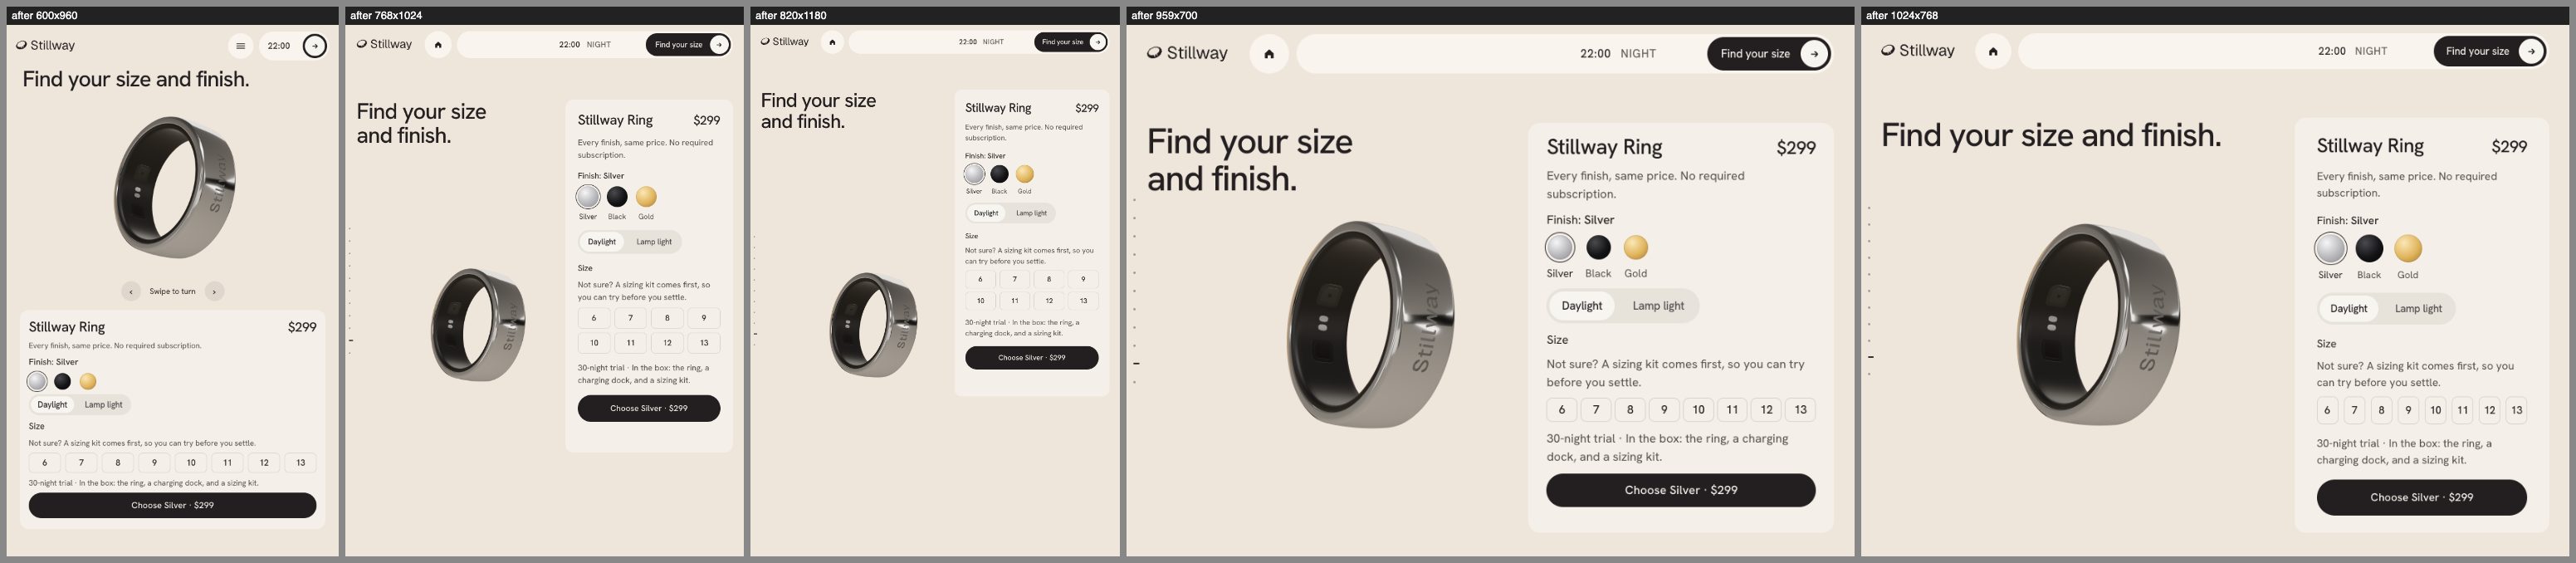 after 600x960
Stillway
22:00
Find your size and finish.
Stillway
Swipe to turn
Stillway Ring $299
Every finish, same price. No required subscription.
Finish: Silver
Daylight Lamp light
Size
Not sure? A sizing kit comes first, so you can try before you settle.
6 7 8 9 10 11 12 13
30-night trial · In the box: the ring, a charging dock, and a sizing kit.
Choose Silver · $299
after 768x1024
Stillway
22:00 NIGHT
Find your size
Find your size
and finish.
Stillway
Stillway Ring $299
Every finish, same price. No required
subscription.
Finish: Silver
Silver Black Gold
Daylight Lamp light
Size
Not sure? A sizing kit comes first, so
you can try before you settle.
6 7 8 9
10 11 12 13
30-night trial · In the box: the ring, a
charging dock, and a sizing kit.
Choose Silver · $299
after 820x1180
Stillway
22:00 NIGHT
Find your size
Find your size
and finish.
Stillway
Stillway Ring $299
Every finish, same price. No required
subscription.
Finish: Silver
Silver Black Gold
Daylight Lamp light
Size
Not sure? A sizing kit comes first, so you
can try before you settle.
6 7 8 9
10 11 12 13
30-night trial · In the box: the ring, a
charging dock, and a sizing kit.
Choose Silver · $299
after 959x700
Stillway
22:00 NIGHT
Find your size
Find your size
and finish.
Stillway
Stillway Ring $299
Every finish, same price. No required
subscription.
Finish: Silver
Silver Black Gold
Daylight Lamp light
Size
Not sure? A sizing kit comes first, so you can try
before you settle.
6 7 8 9 10 11 12 13
30-night trial · In the box: the ring, a charging
dock, and a sizing kit.
Choose Silver · $299
after 1024x768
Stillway
22:00 NIGHT
Find your size
Find your size and finish.
Stillway
Stillway Ring $299
Every finish, same price. No required
subscription.
Finish: Silver
Silver Black Gold
Daylight Lamp light
Size
Not sure? A sizing kit comes first, so you
can try before you settle.
6 7 8 9 10 11 12 13
30-night trial · In the box: the ring, a
charging dock, and a sizing kit.
Choose Silver · $299